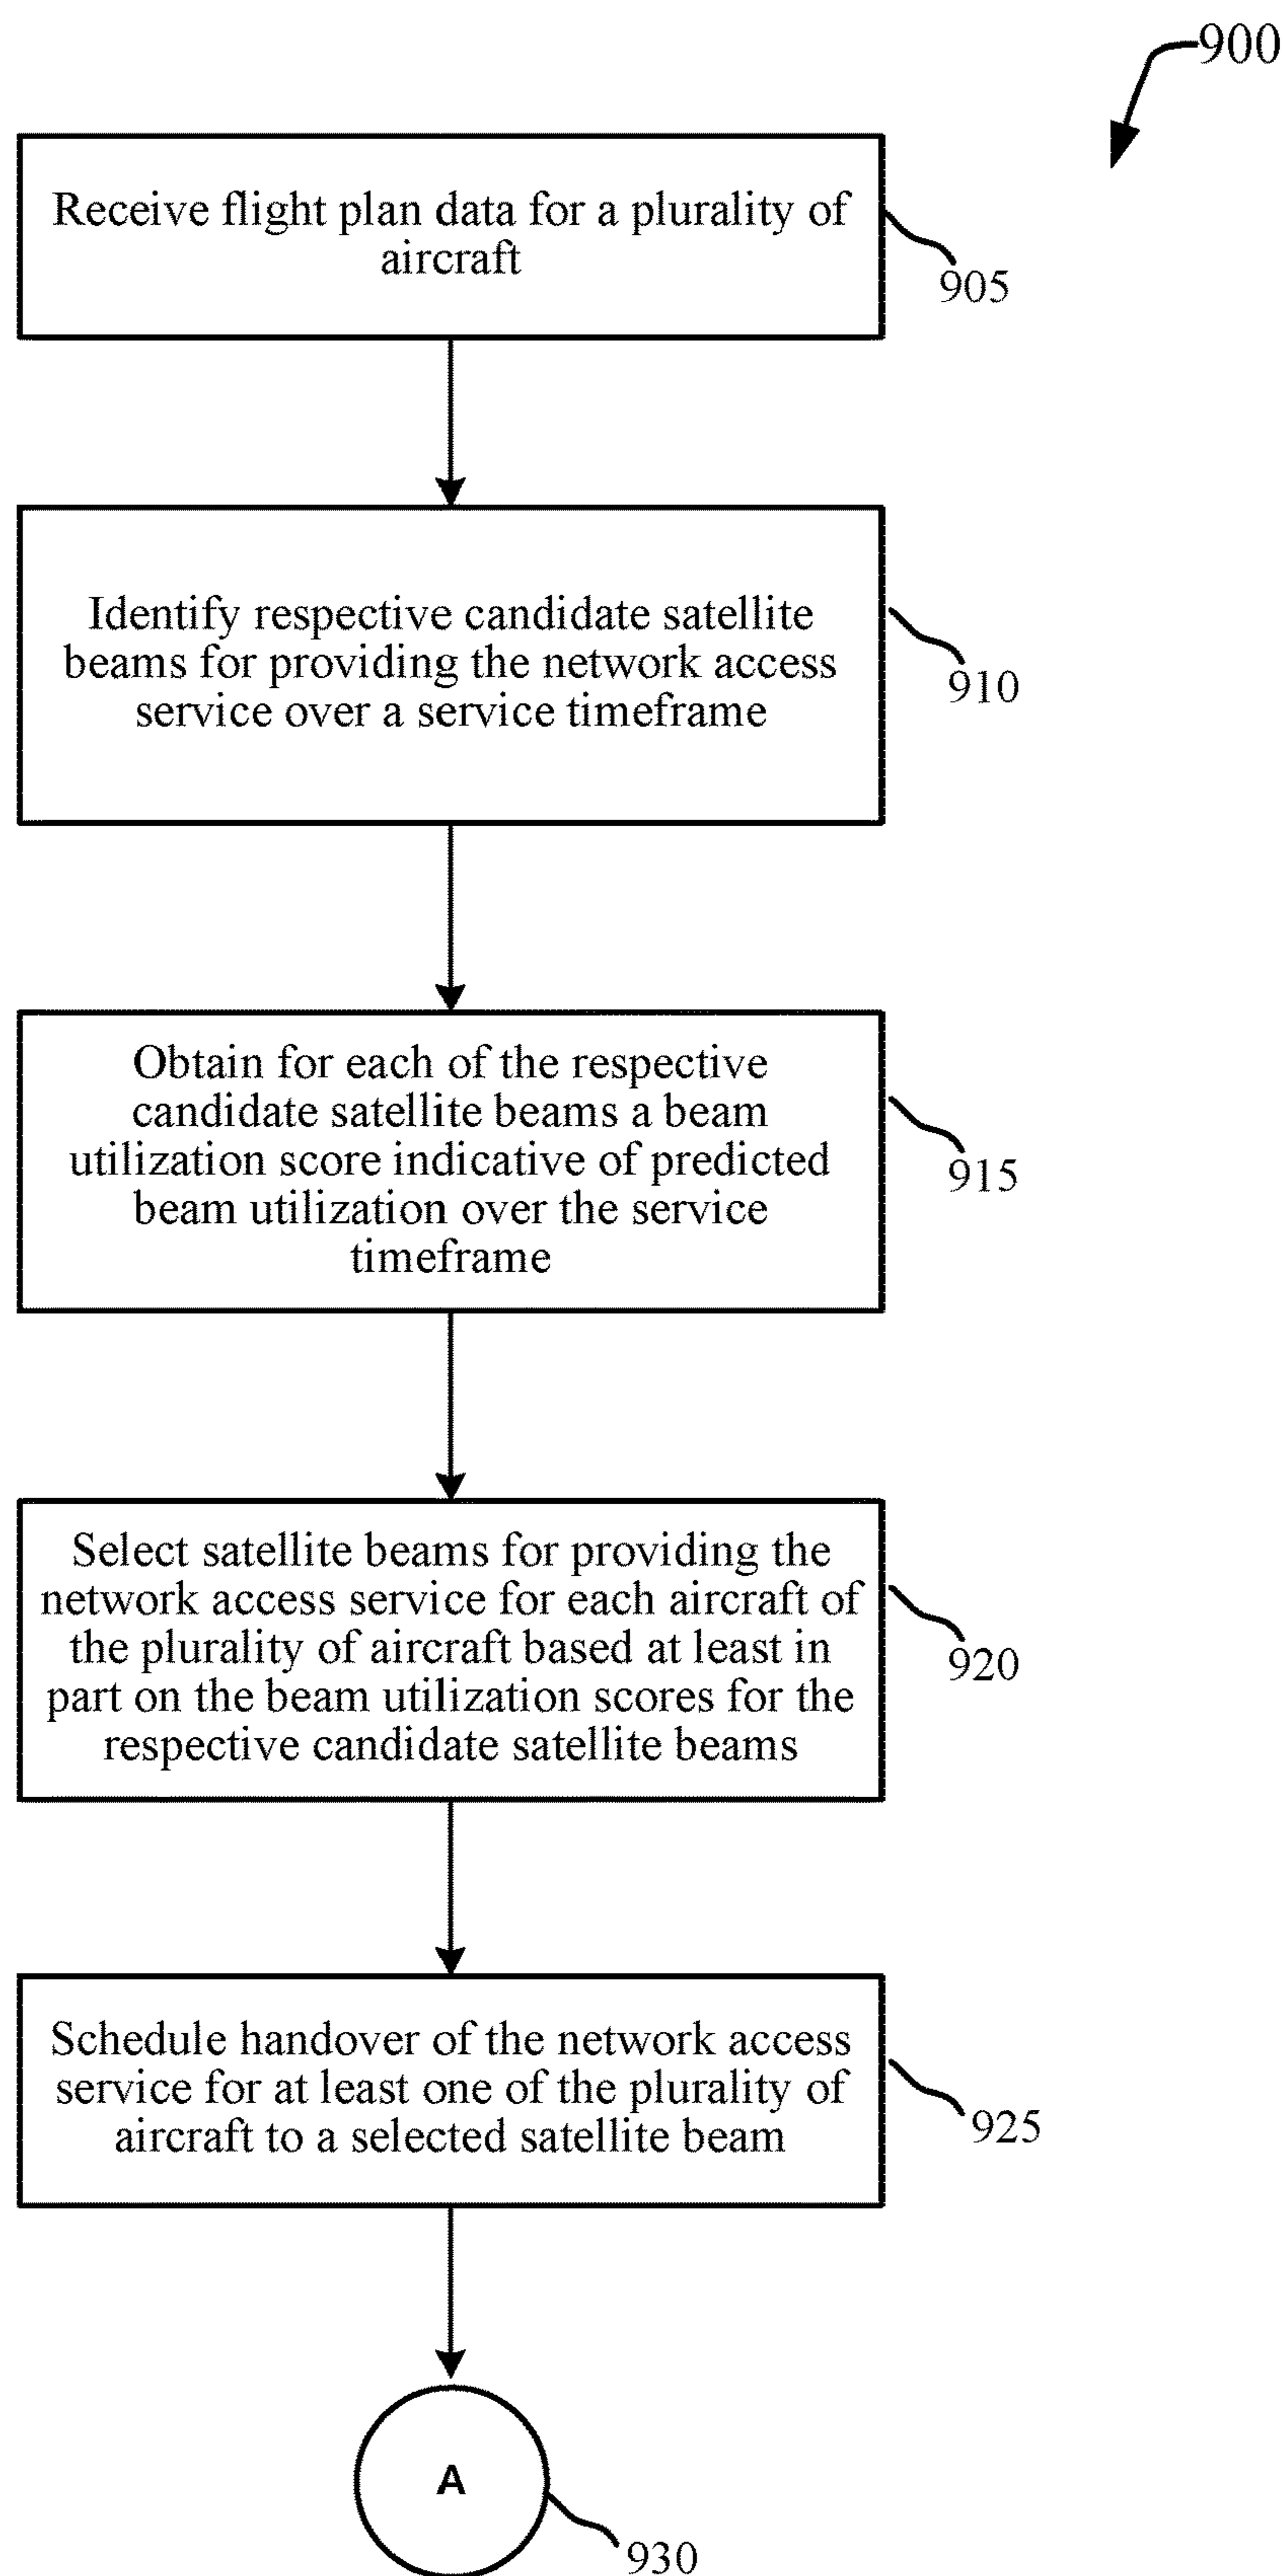 900
Receive flight plan data for a plurality of
aircraft
905
Identify respective candidate satellite
beams for providing the network access
service over a service timeframe
910
Obtain for each of the respective
candidate satellite beams a beam
utilization score indicative of predicted
beam utilization over the service
timeframe
915
Select satellite beams for providing the
network access service for each aircraft of
the plurality of aircraft based at least in
part on the beam utilization scores for the
respective candidate satellite beams
920
Schedule handover of the network access
service for at least one of the plurality of
aircraft to a selected satellite beam
925
A
930